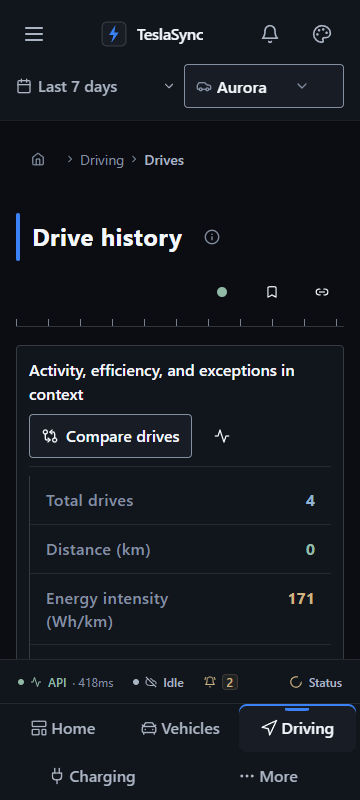 TeslaSync
Last 7 days
Aurora
Driving
Drives
Drive history
Activity, efficiency, and exceptions in
context
Compare drives
Total drives 4
Distance (km) 0
Energy intensity 171
(Wh/km)
API · 418ms Idle 2 Status
Home Vehicles Driving
Charging More